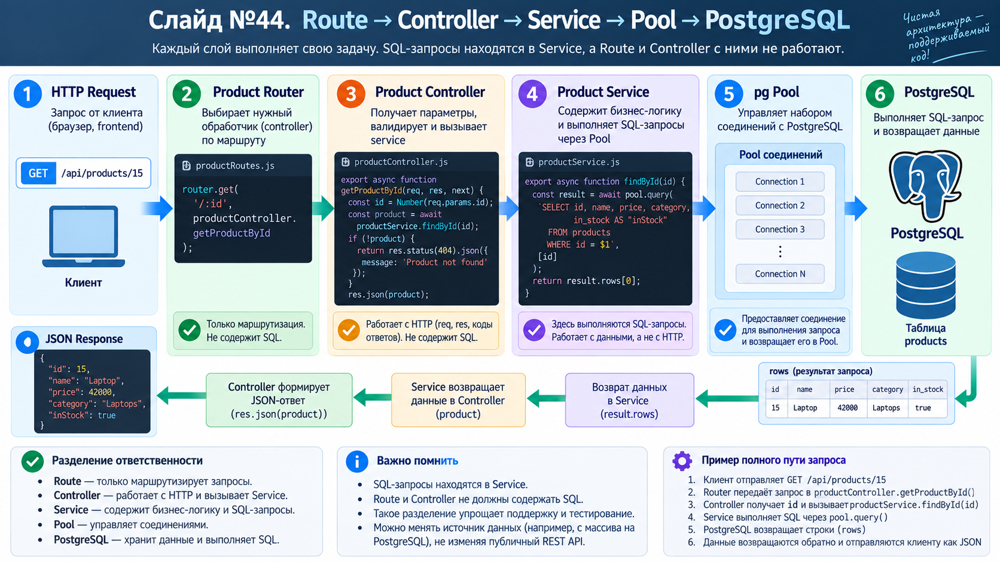 Слайд №44. Route → Controller → Service → Pool → PostgreSQL
Каждый слой выполняет свою задачу. SQL-запросы находятся в Service, а Route и Controller с ними не работают.
Чистая
архитектура —
поддерживаемый
код!
1 HTTP Request
Запрос от клиента
(браузер, frontend)
GET /api/products/15
Клиент
2 Product Router
Выбирает нужный
обработчик (controller)
по маршруту
productRoutes.js
router.get(
'/:id',
productController.
getProductById
);
Только маршрутизация.
Не содержит SQL.
3 Product Controller
Получает параметры,
валидирует и вызывает
service
productController.js
export async function
getProductById(req, res, next) {
const id = Number(req.params.id);
const product = await
productService.findById(id);
if (!product) {
return res.status(404).json({
message: 'Product not found'
});
}
res.json(product);
Работает с HTTP (req, res, коды
ответов). Не содержит SQL.
4 Product Service
Содержит бизнес-логику
и выполняет SQL-запросы
через Pool
productService.js
export async function findById(id) {
const result = await pool.query(
`SELECT id, name, price, category,
in_stock AS "inStock"
FROM products
WHERE id = $1`,
[id]
);
return result.rows[0];
}
Здесь выполняются SQL-запросы.
Работает с данными, а не с HTTP.
5 pg Pool
Управляет набором
соединений с PostgreSQL
Pool соединений
Connection 1
Connection 2
Connection 3
⋮
Connection N
Предоставляет соединение
для выполнения запроса
и возвращает его в Pool.
6 PostgreSQL
Выполняет SQL-запрос
и возвращает данные
PostgreSQL
Таблица
products
JSON Response
{
"id": 15,
"name": "Laptop",
"price": 42000,
"category": "Laptops",
"inStock": true
}
Controller формирует
JSON-ответ
(res.json(product))
Service возвращает
данные в Controller
(product)
Возврат данных
в Service
(result.rows)
rows (результат запроса)
id name price category in_stock
15 Laptop 42000 Laptops true
Разделение ответственности
• Route — только маршрутизирует запросы.
• Controller — работает с HTTP и вызывает Service.
• Service — содержит бизнес-логику и SQL-запросы.
• Pool — управляет соединениями.
• PostgreSQL — хранит данные и выполняет SQL.
Важно помнить
• SQL-запросы находятся в Service.
• Route и Controller не должны содержать SQL.
• Такое разделение упрощает поддержку и тестирование.
• Можно менять источник данных (например, с массива на
PostgreSQL), не изменяя публичный REST API.
Пример полного пути запроса
1. Клиент отправляет GET /api/products/15
2. Router передаёт запрос в productController.getProductById()
3. Controller получает id и вызывает productService.findById(id)
4. Service выполняет SQL через pool.query()
5. PostgreSQL возвращает строки (rows)
6. Данные возвращаются обратно и отправляются клиенту как JSON